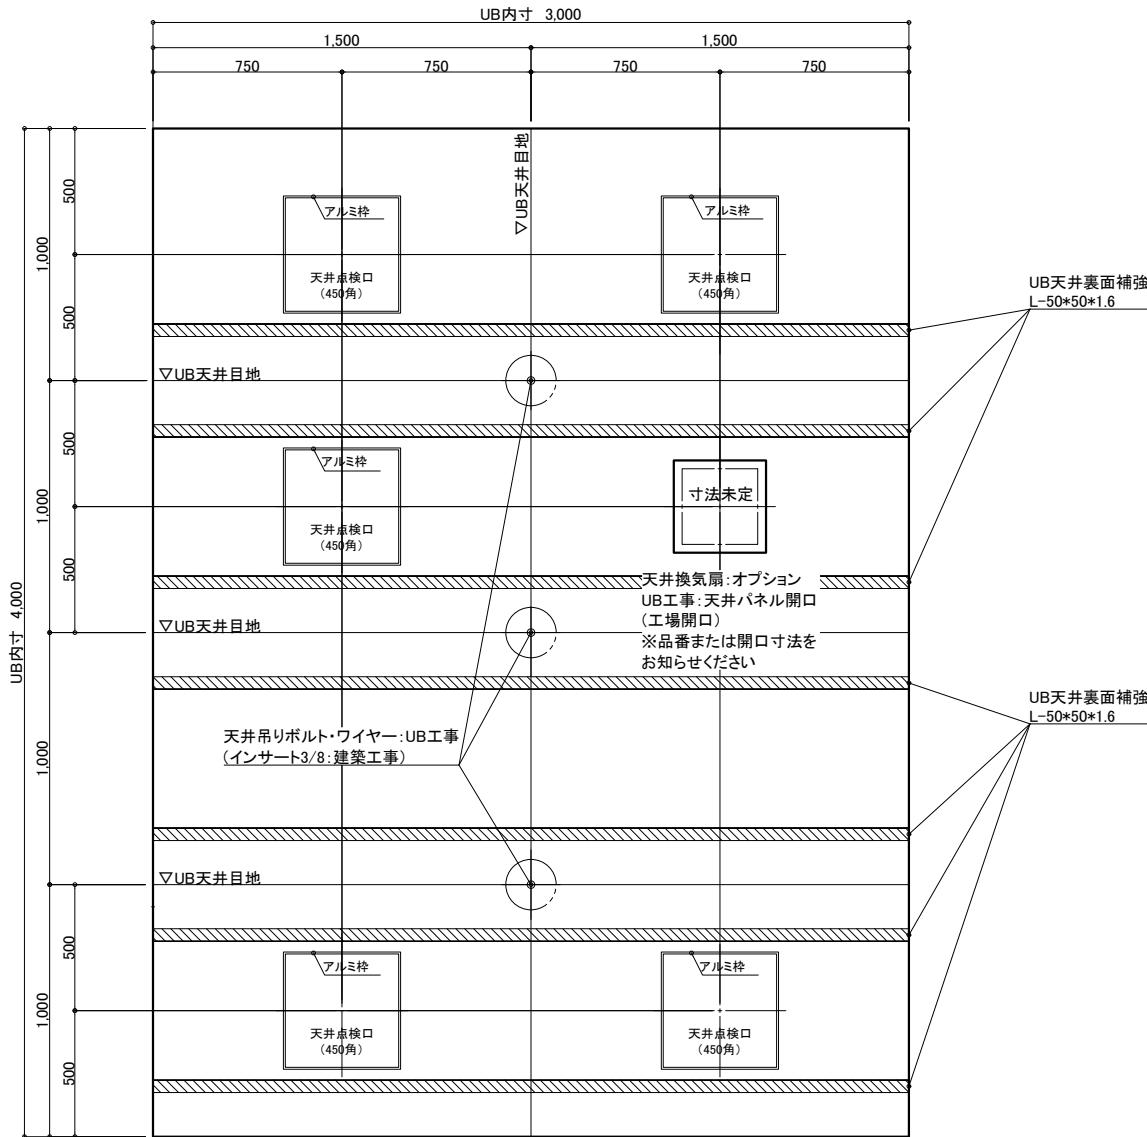 UB内寸 3,000
1,500
1,500
750
750
750
750
UB内寸 4,000
500
1,000
500
500
1,000
500
1,000
500
1,000
500
▽UB天井目地
アルミ枠
天井点検口
(450角)
アルミ枠
天井点検口
(450角)
UB天井裏面補強
L-50*50*1.6
▽UB天井目地
アルミ枠
天井点検口
(450角)
寸法未定
天井換気扇:オプション
UB工事:天井パネル開口
(工場開口)
※品番または開口寸法を
お知らせください
▽UB天井目地
UB天井裏面補強
L-50*50*1.6
天井吊りボルト・ワイヤー:UB工事
(インサート3/8:建築工事)
▽UB天井目地
アルミ枠
天井点検口
(450角)
アルミ枠
天井点検口
(450角)